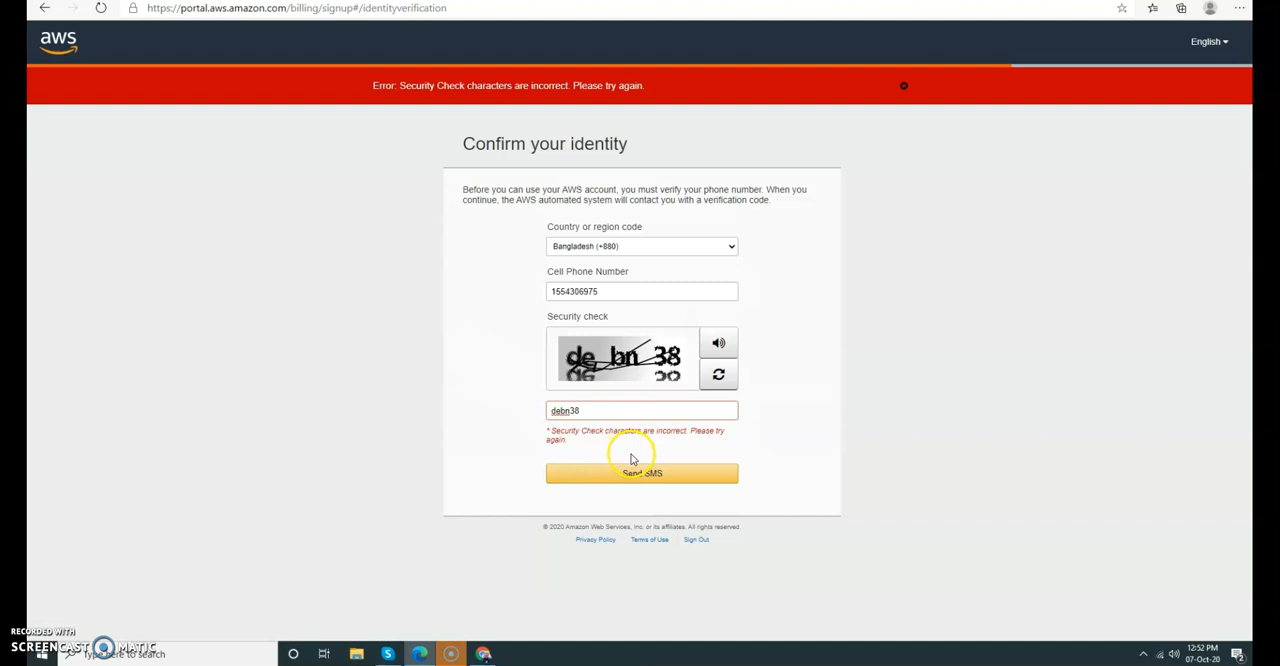 https://portal.aws.amazon.com/billing/signup#/identityverification
aws
English
Error: Security Check characters are incorrect. Please try again.
Confirm your identity
Before you can use your AWS account, you must verify your phone number. When you
continue, the AWS automated system will contact you with a verification code.
Country or region code
Bangladesh (+880)
Cell Phone Number
1554306975
Security check
de bn 38
debn38
* Security Check characters are incorrect. Please try
again.
Send SMS
© 2020 Amazon Web Services, Inc. or its affiliates. All rights reserved.
Privacy Policy Terms of Use Sign Out
RECORDED WITH
SCREENCAST MATIC
Type here to search
12:52 PM
07-Oct-20